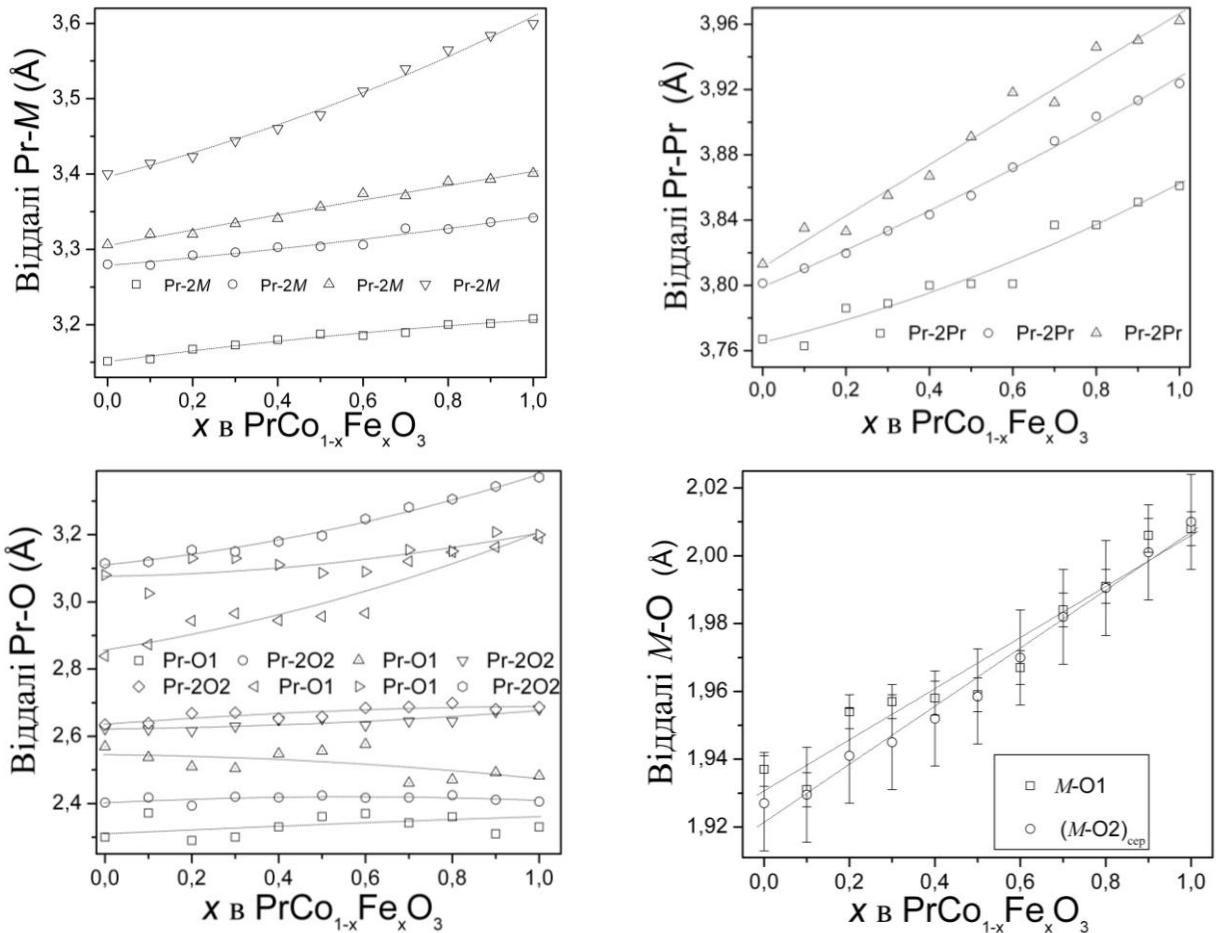 Віддалі Pr-M (Å)
3,6
3,5
3,4
3,3
3,2
Pr-2M Pr-2M Pr-2M Pr-2M
0,0 0,2 0,4 0,6 0,8 1,0
x в PrCo1-xFexO3
Віддалі Pr-Pr (Å)
3,96
3,92
3,88
3,84
3,80
3,76
Pr-2Pr Pr-2Pr Pr-2Pr
0,0 0,2 0,4 0,6 0,8 1,0
x в PrCo1-xFexO3
Віддалі Pr-O (Å)
3,2
3,0
2,8
2,6
2,4
Pr-O1 Pr-2O2 Pr-O1 Pr-2O2
Pr-2O2 Pr-O1 Pr-O1 Pr-2O2
0,0 0,2 0,4 0,6 0,8 1,0
x в PrCo1-xFexO3
Віддалі M-O (Å)
2,02
2,00
1,98
1,96
1,94
1,92
M-O1
(M-O2)сер
0,0 0,2 0,4 0,6 0,8 1,0
x в PrCo1-xFexO3